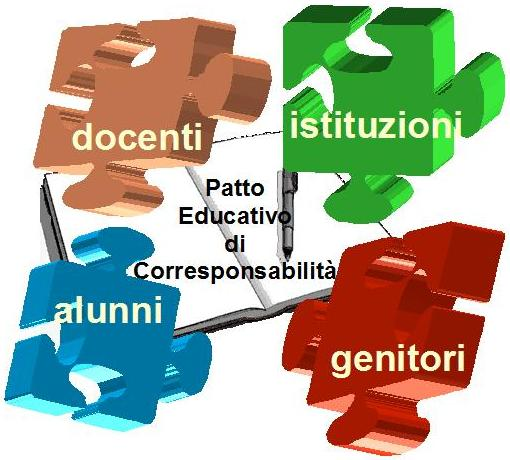 docenti
istituzioni
Patto
Educativo
di
Corresponsabilità
alunni
genitori